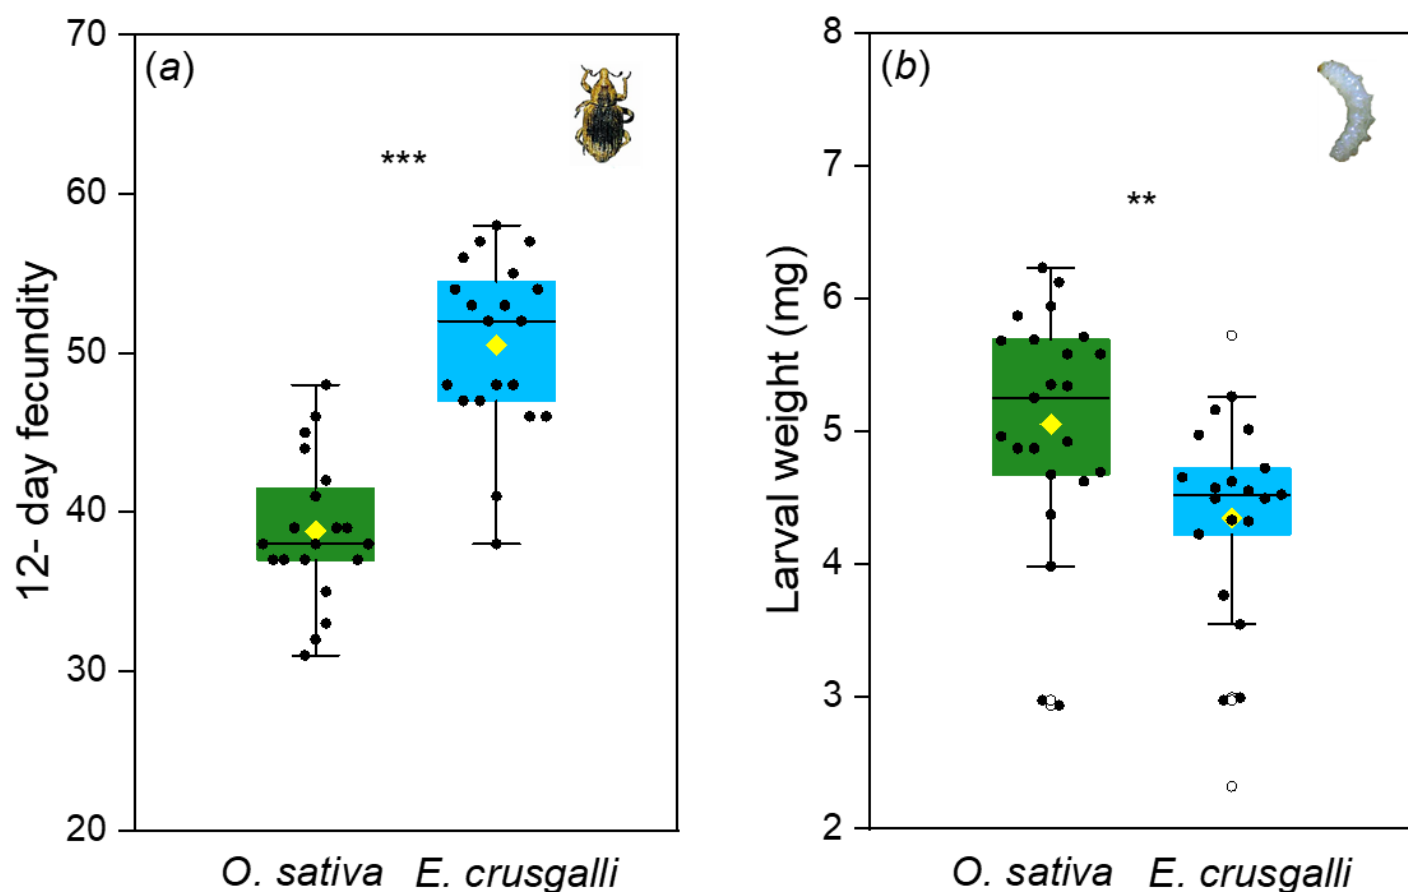 (a)
***
12- day fecundity
70
60
50
40
30
20
O. sativa E. crusgalli
(b)
**
Larval weight (mg)
8
7
6
5
4
3
2
O. sativa E. crusgalli